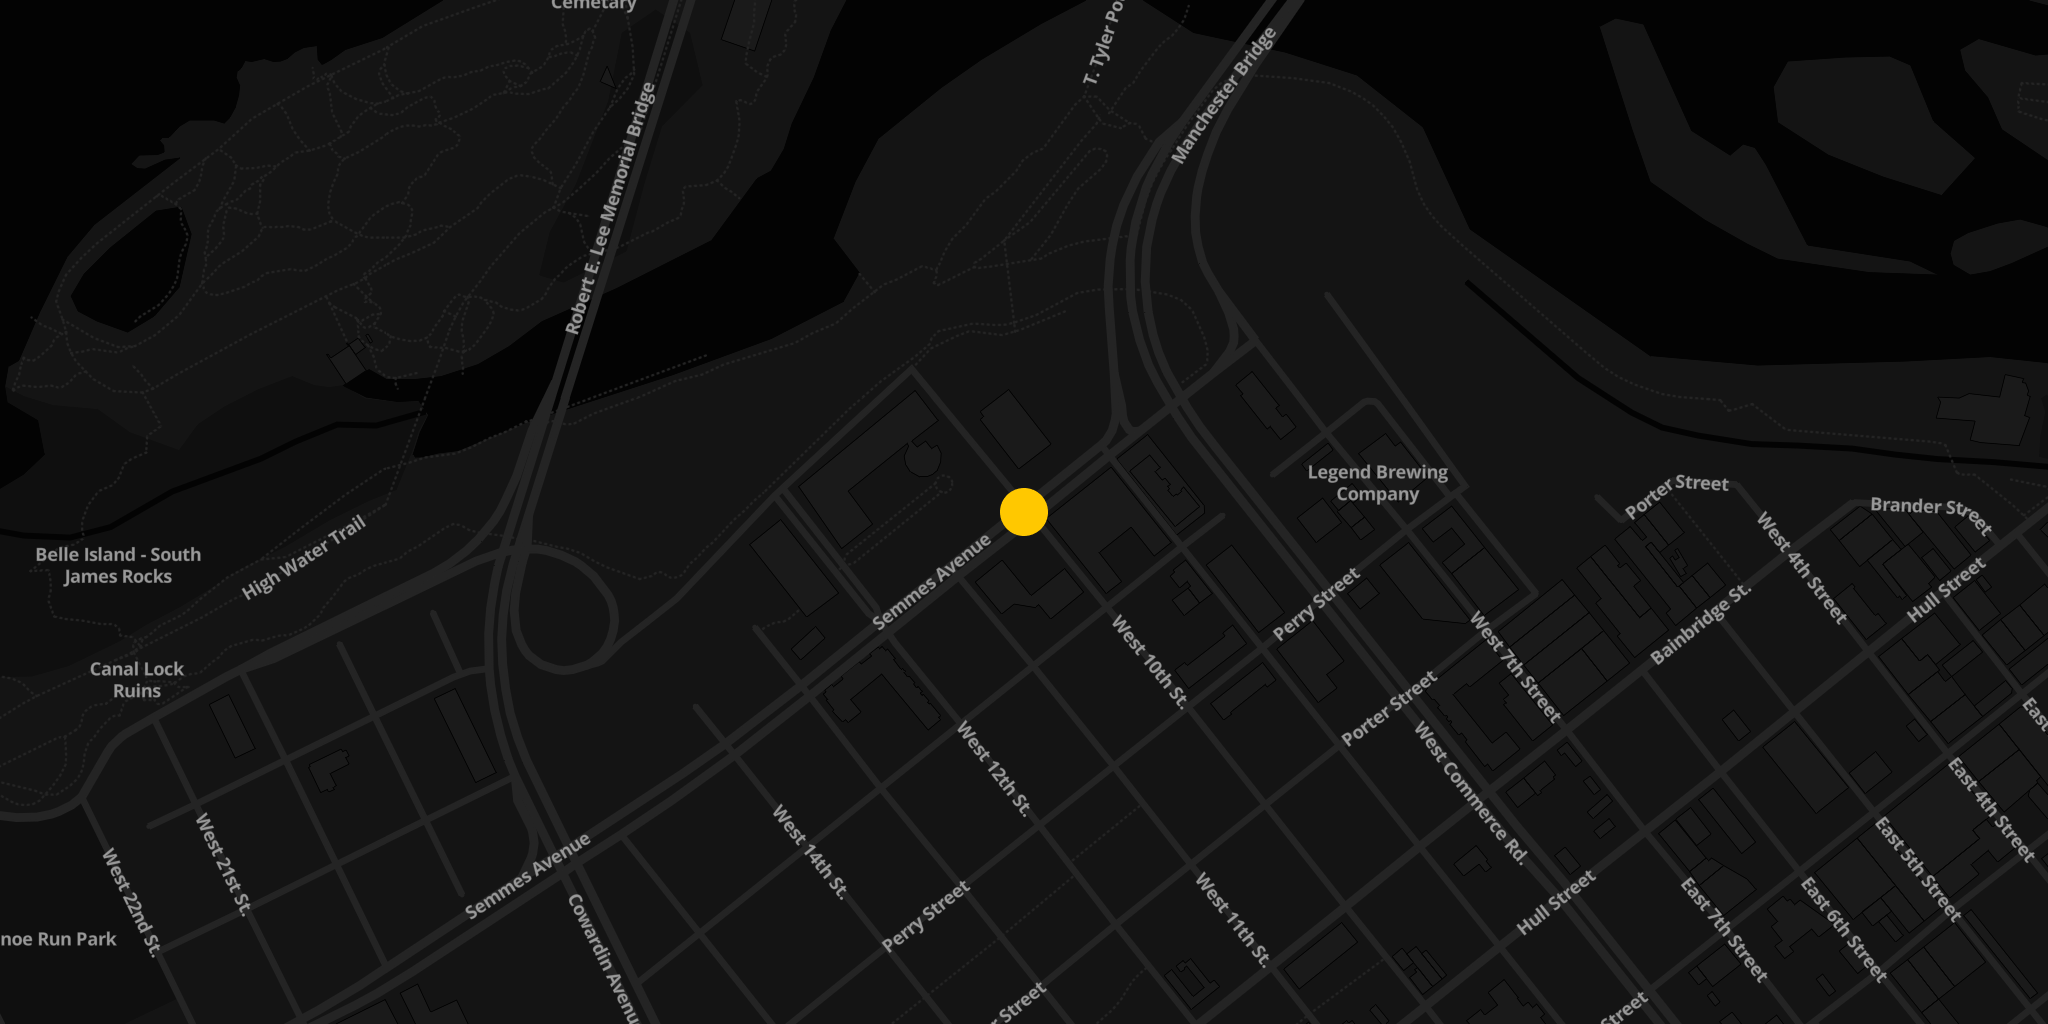 Cemetary
T. Tyler Po
Manchester Bridge
Robert E. Lee Memorial Bridge
Legend Brewing
Company
Porter Street
Brander Street
West 4th Street
Hull Street
Belle Island - South
James Rocks
High Water Trail
Semmes Avenue
Perry Street
Bainbridge St.
West 10th St.
West 7th Street
Canal Lock
Ruins
Porter Street
East
West 12th St.
West Commerce Rd.
East 4th Street
West 14th St.
West 21st St.
East 5th Street
Semmes Avenue
West 22nd St.
Perry Street
West 11th St.
Hull Street
East 7th Street
East 6th Street
Cowardin Avenu
noe Run Park
r Street
Street